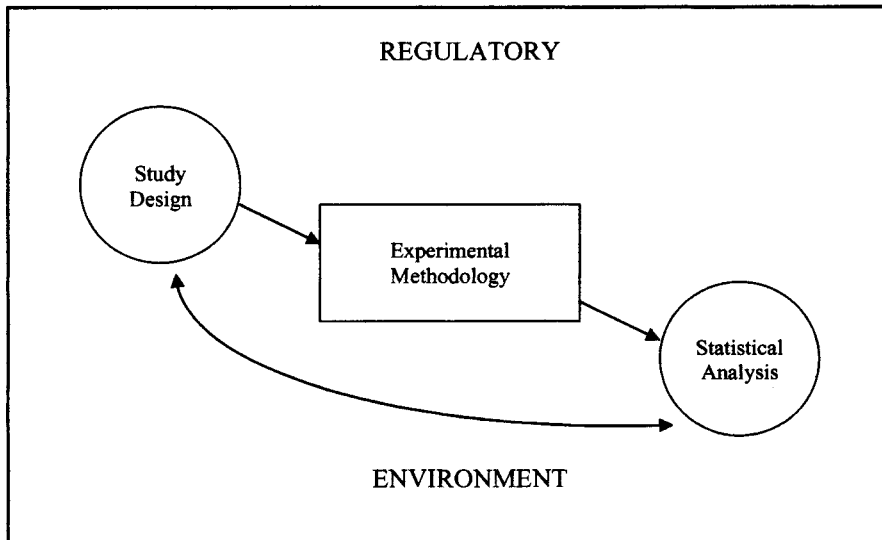 REGULATORY
Study
Design
Experimental
Methodology
Statistical
Analysis
ENVIRONMENT